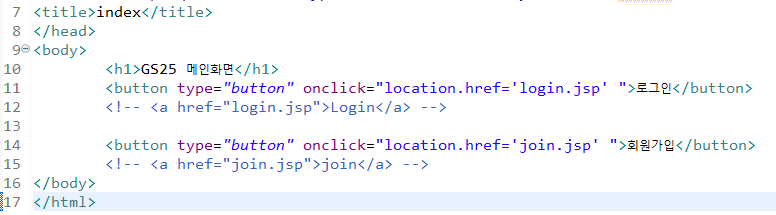 7 <title>index</title>
8 </head>
9 <body>
10 <h1>GS25 메인화면</h1>
11 <button type="button" onclick="location.href='login.jsp' ">로그인</button>
12 <!-- <a href="login.jsp">Login</a> -->
13
14 <button type="button" onclick="location.href='join.jsp' ">회원가입</button>
15 <!-- <a href="join.jsp">join</a> -->
16 </body>
17 </html>